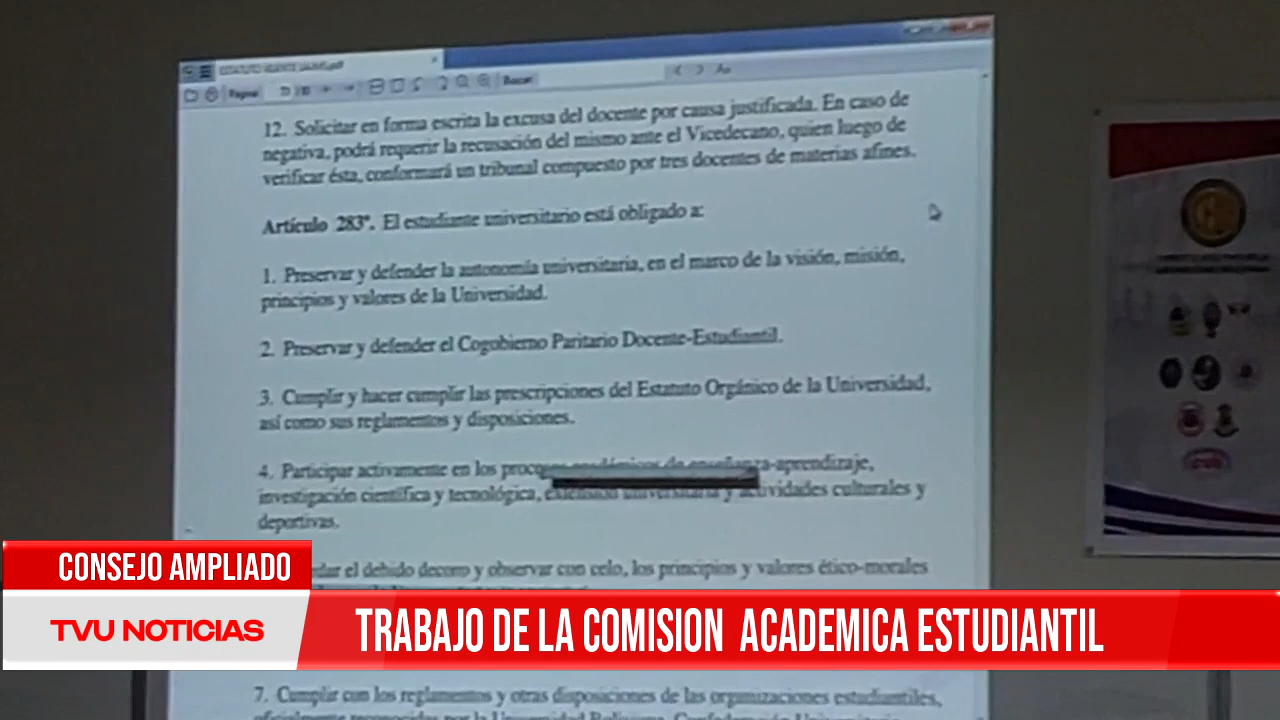 12. Solicitar en forma escrita la excusa del docente por causa justificada. En caso de
negativa, podrá requerir la recusación del mismo ante el Vicedecano, quien luego de
verificar ésta, conformará un tribunal compuesto por tres docentes de materias afines.
Artículo 283º. El estudiante universitario está obligado a:
1. Preservar y defender la autonomía universitaria, en el marco de la visión, misión,
principios y valores de la Universidad.
2. Preservar y defender el Cogobierno Paritario Docente-Estudiantil.
3. Cumplir y hacer cumplir las prescripciones del Estatuto Orgánico de la Universidad,
así como sus reglamentos y disposiciones.
4. Participar activamente en los académicos de enseñanza-aprendizaje,
investigación científica y tecnológica, extensión universitaria y actividades culturales y
deportivas.
el debido decoro y observar con celo, los principios y valores ético-morales
CONSEJO AMPLIADO
TVU NOTICIAS
TRABAJO DE LA COMISION ACADEMICA ESTUDIANTIL
7. Cumplir con los reglamentos y otras disposiciones de las organizaciones estudiantiles,